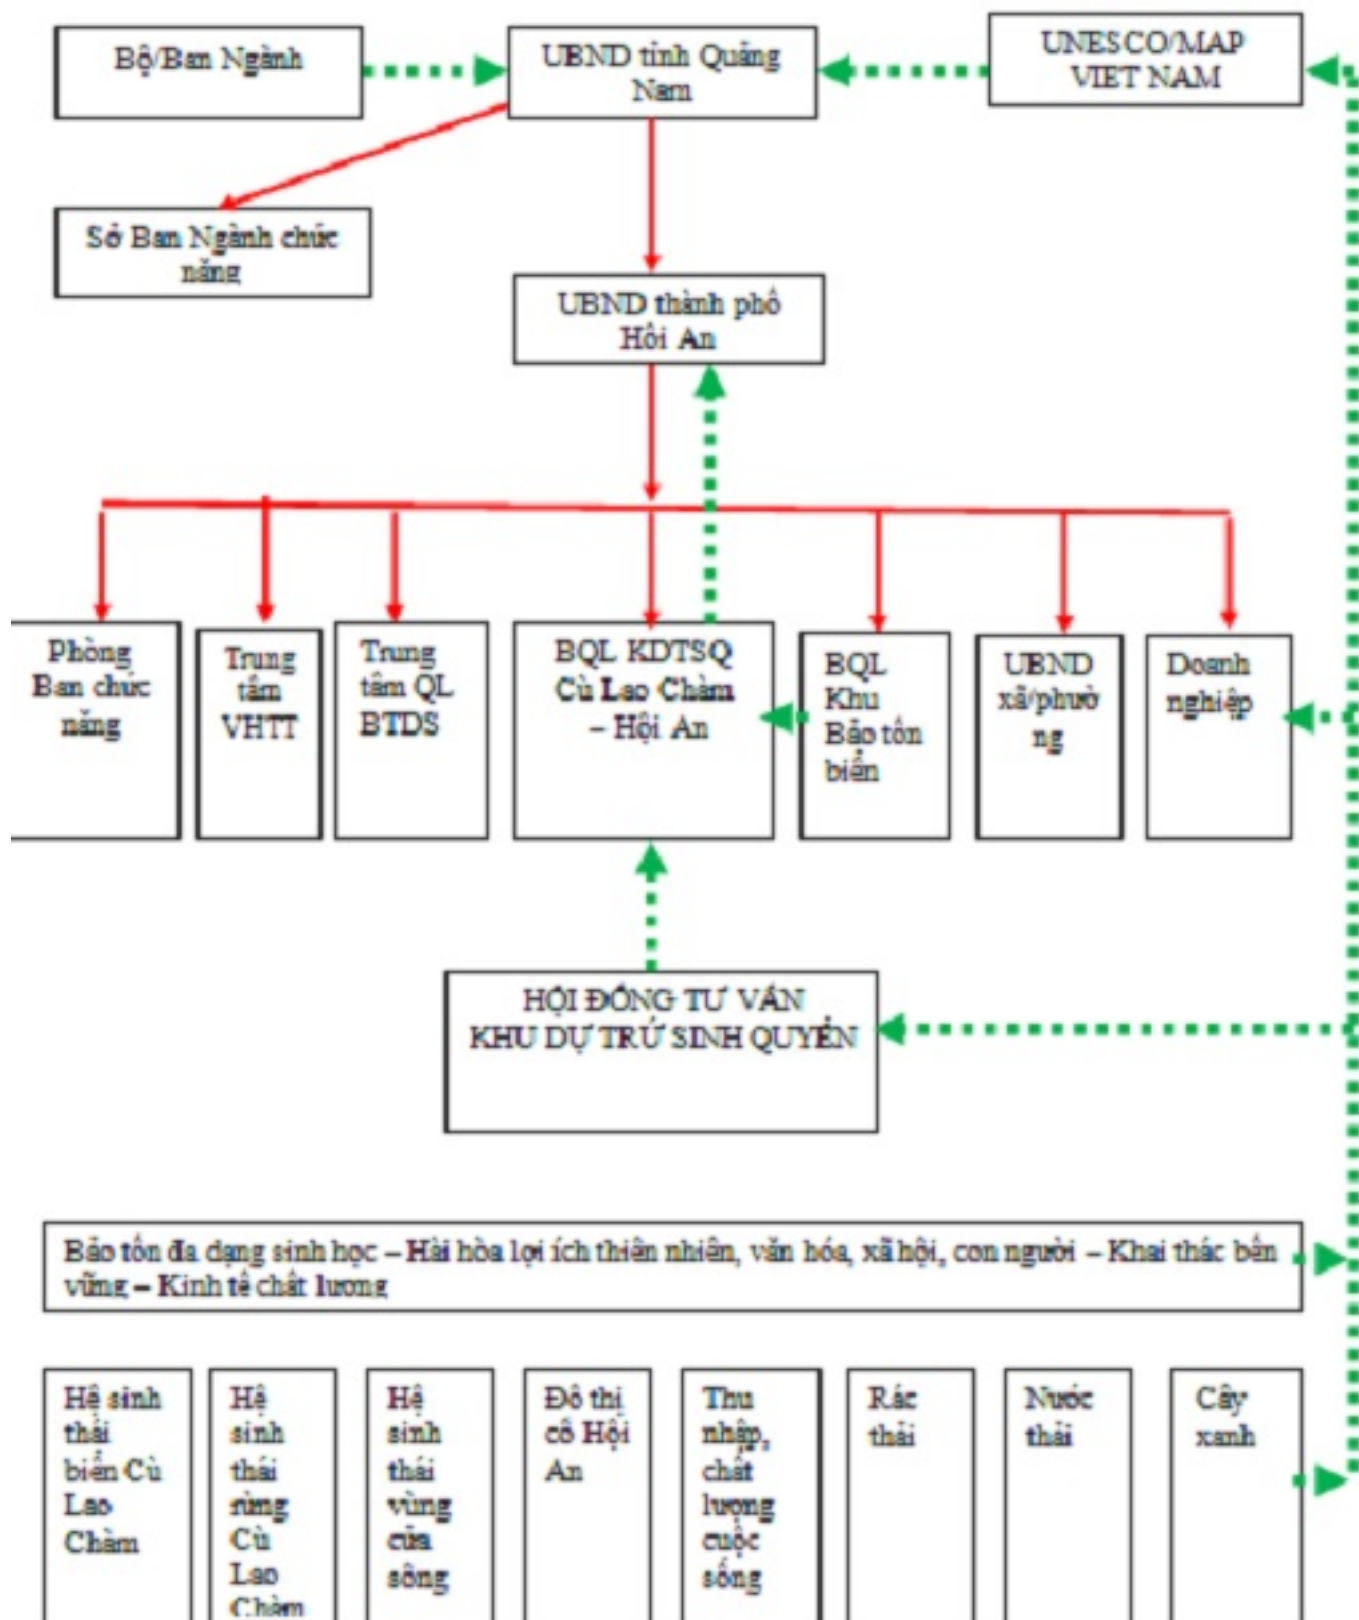 Bộ/Ban Ngành
UBND tỉnh Quảng
Nam
UNESCO/MAP
VIET NAM
Sở Ban Ngành chức
năng
UBND thành phố
Hôi An
Phòng
Ban chức
năng
Trung
tâm
VHTT
Trung
tâm QL
BTDS
BQL KDTSQ
Cù Lao Chàm
– Hội An
BQL
Khu
Bảo tồn
biển
UBND
xã/phườ
ng
Doanh
nghiệp
HỘI ĐỒNG TƯ VẤN
KHU DỰ TRỮ SINH QUYỂN
Bảo tồn đa dạng sinh học – Hài hòa lợi ích thiên nhiên, văn hóa, xã hội, con người – Khai thác bền
vững – Kinh tế chất lượng
Hệ sinh
thái
biển Cù
Lao
Chàm
Hệ
sinh
thái
rừng
Cù
Lao
Chàm
Hệ
sinh
thái
vùng
cửa
sông
Đô thị
cổ Hội
An
Thu
nhập,
chất
lượng
cuộc
sống
Rác
thải
Nước
thải
Cây
xanh